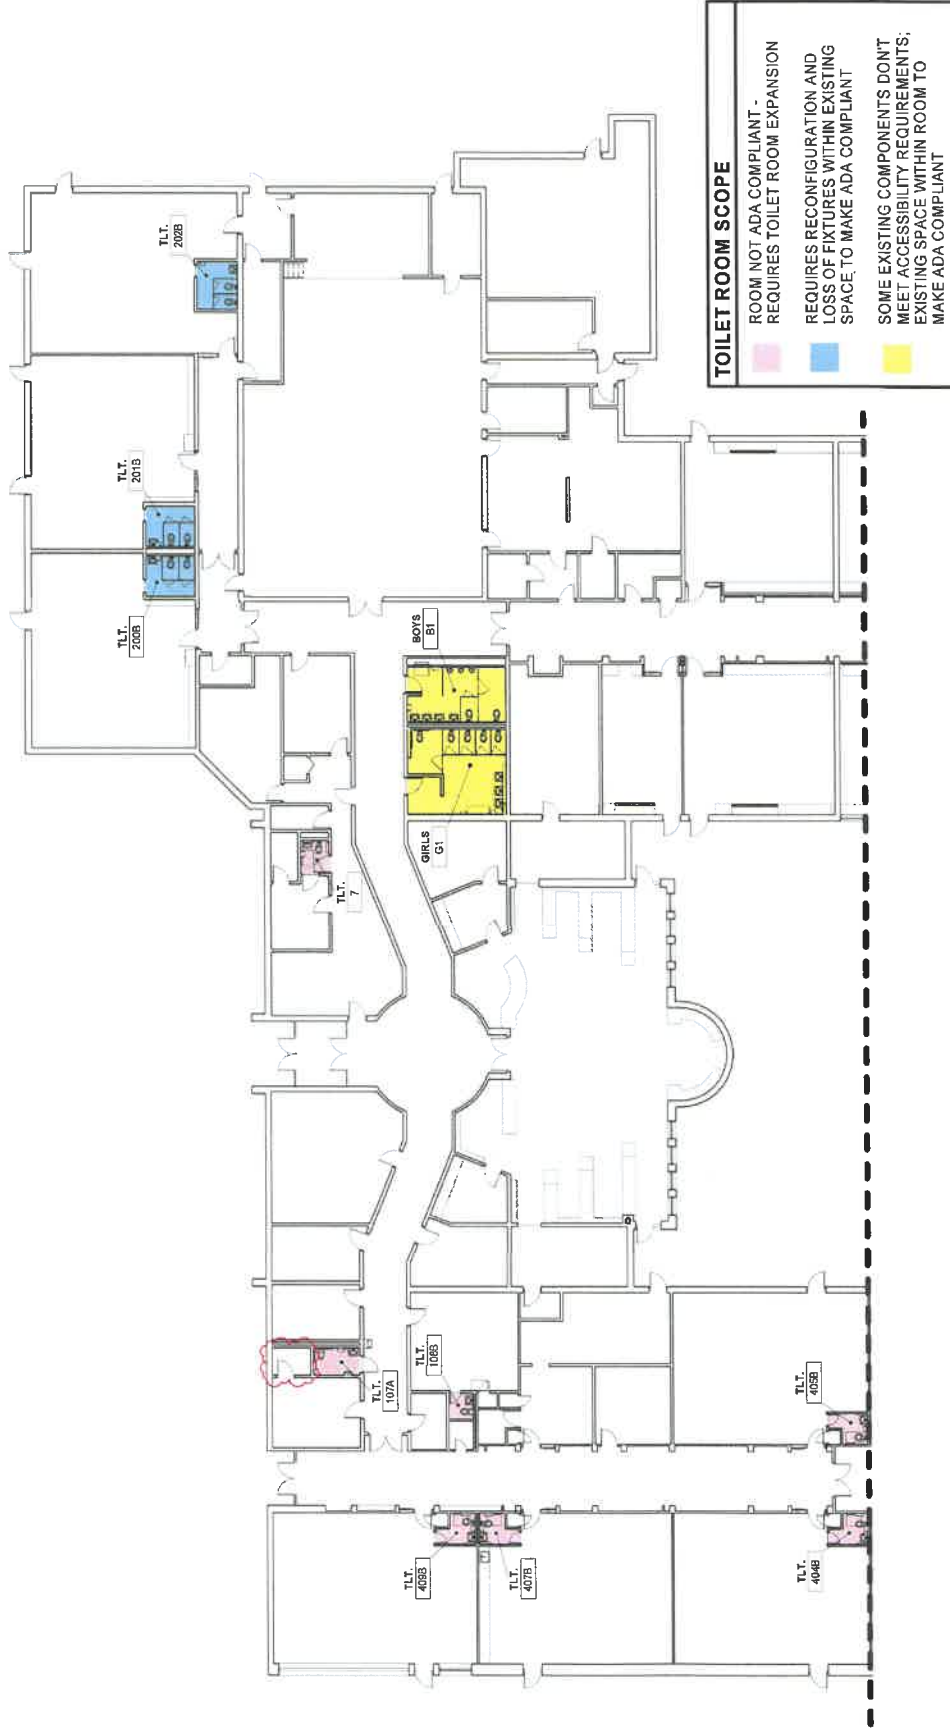 TLT.
202B
TLT.
201B
TLT.
200B
BOYS
B1
GIRLS
G1
TLT.
7
TLT.
107A
TLT.
106B
TLT.
405B
TLT.
409B
TLT.
407B
TLT.
404B
TOILET ROOM SCOPE
ROOM NOT ADA COMPLIANT -
REQUIRES TOILET ROOM EXPANSION
REQUIRES RECONFIGURATION AND
LOSS OF FIXTURES WITHIN EXISTING
SPACE TO MAKE ADA COMPLIANT
SOME EXISTING COMPONENTS DON'T
MEET ACCESSIBILITY REQUIREMENTS;
EXISTING SPACE WITHIN ROOM TO
MAKE ADA COMPLIANT